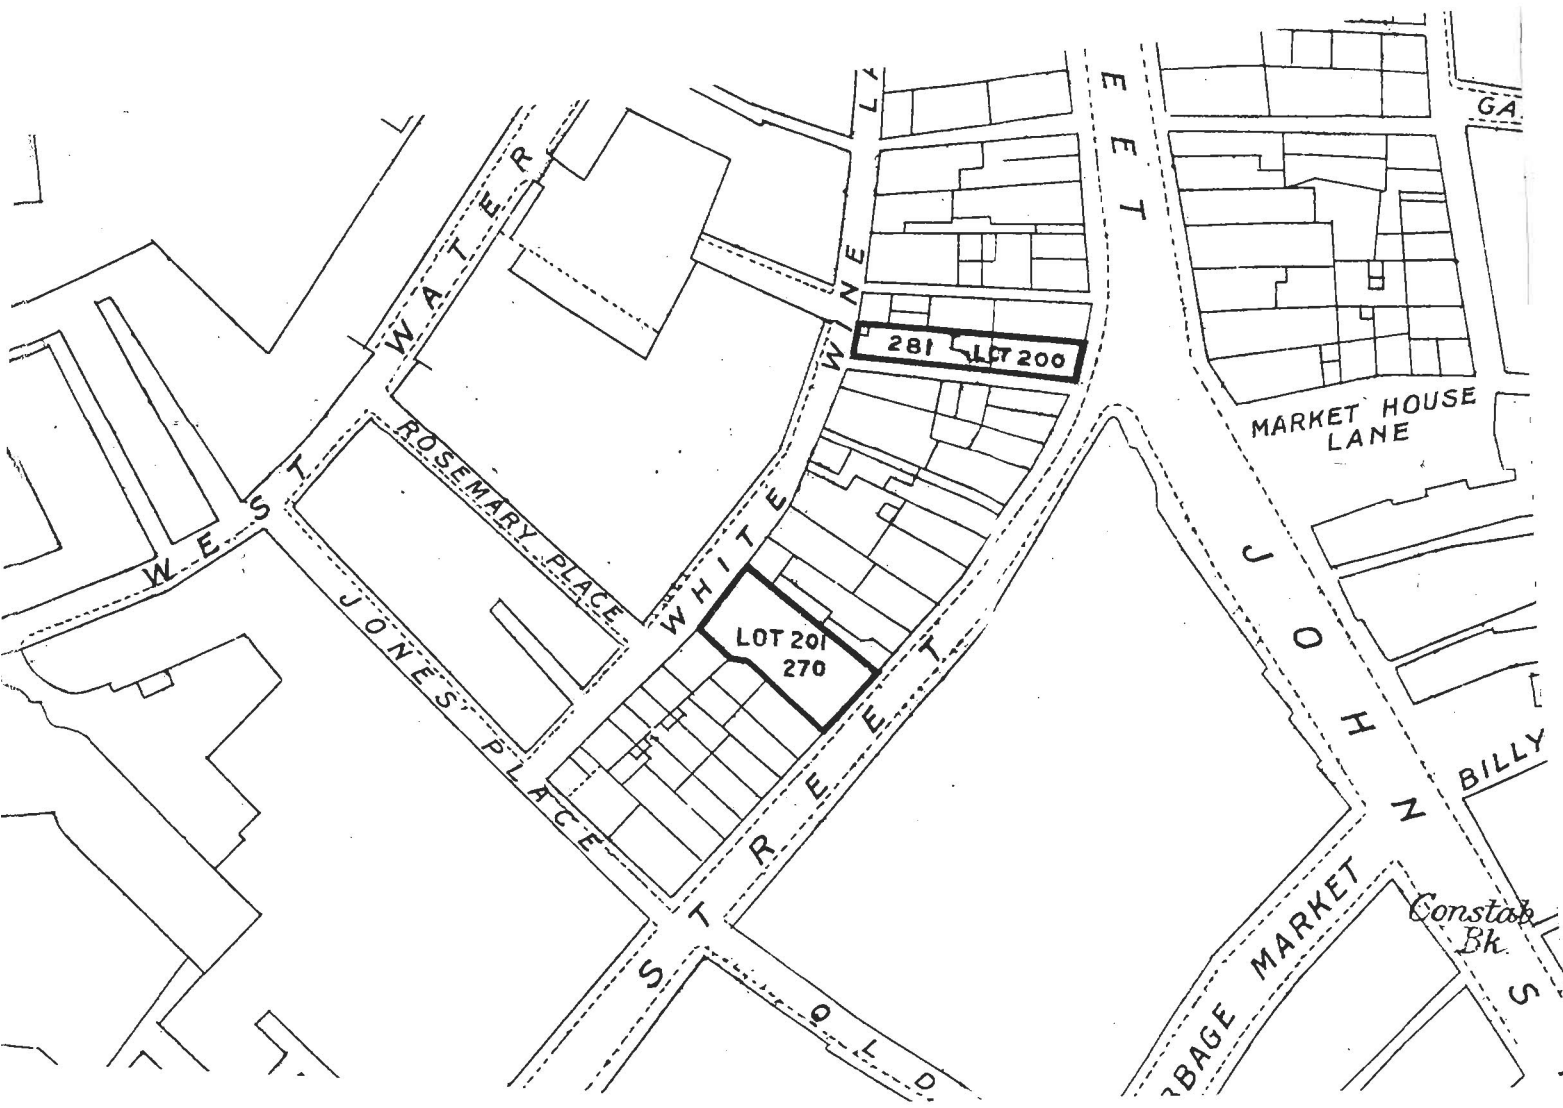 GA
WATER
WEST
WHITE
WINE
LA
EET
281
LOT 200
MARKET HOUSE
LANE
ROSEMARY PLACE
JONES' PLACE
LOT 201
270
STREET
JOHN S
BILLY
RBAGE MARKET
Constab
Bk.
OLD